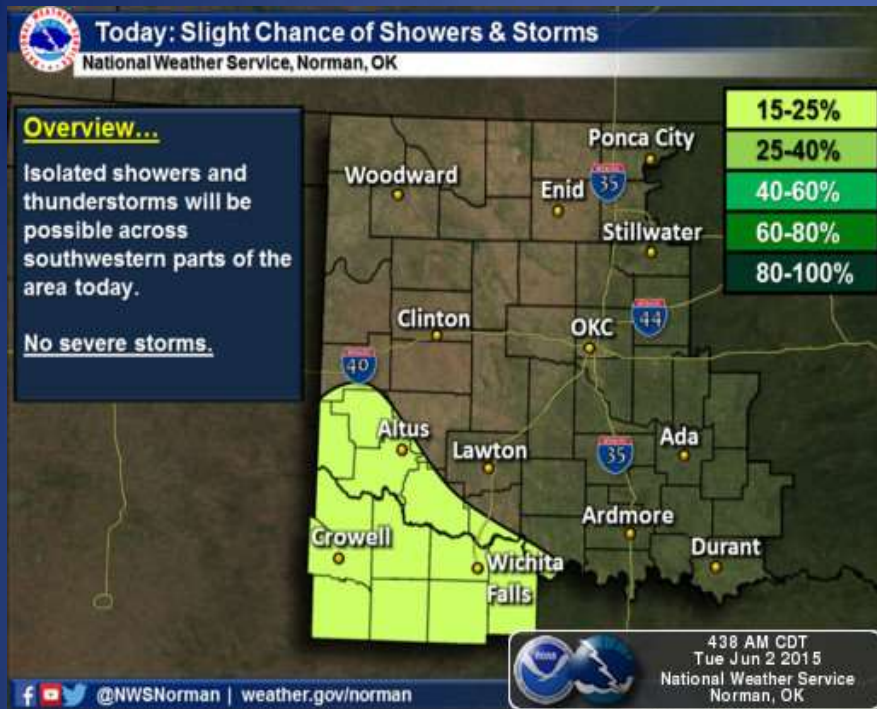 Today: Slight Chance of Showers & Storms
National Weather Service, Norman, OK
Overview...
Isolated showers and
thunderstorms will be
possible across
southwestern parts of the
area today.
No severe storms.
15-25%
25-40%
40-60%
60-80%
80-100%
Ponca City
Woodward
Enid
35
Stillwater
Clinton
OKC
44
40
Altus
Lawton
35
Ada
Ardmore
Crowell
Durant
Wichita
Falls
438 AM CDT
Tue Jun 2 2015
National Weather Service
Norman, OK
@NWSNorman | weather.gov/norman